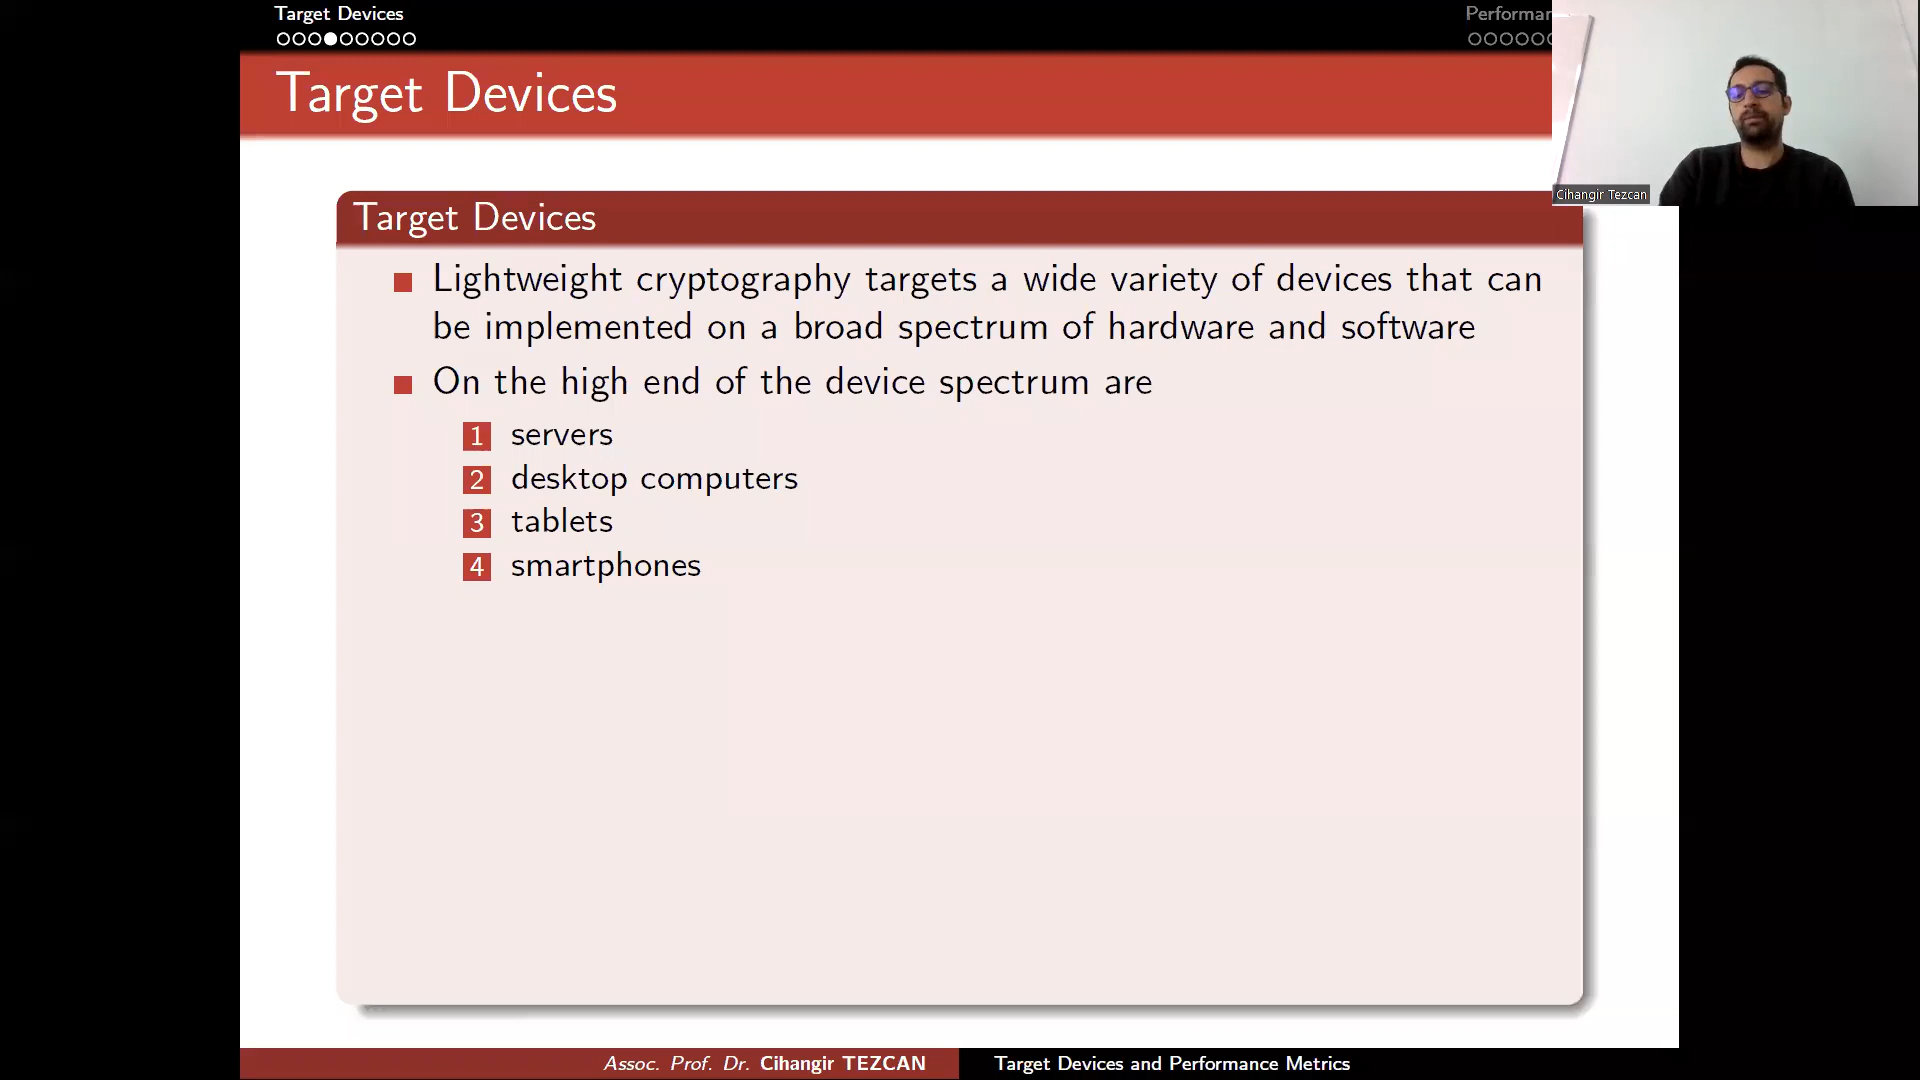 Target Devices
Performan
Target Devices
Cihangir Tezcan
Target Devices
Lightweight cryptography targets a wide variety of devices that can
be implemented on a broad spectrum of hardware and software
On the high end of the device spectrum are
1 servers
2 desktop computers
3 tablets
4 smartphones
Assoc. Prof. Dr. Cihangir TEZCAN
Target Devices and Performance Metrics